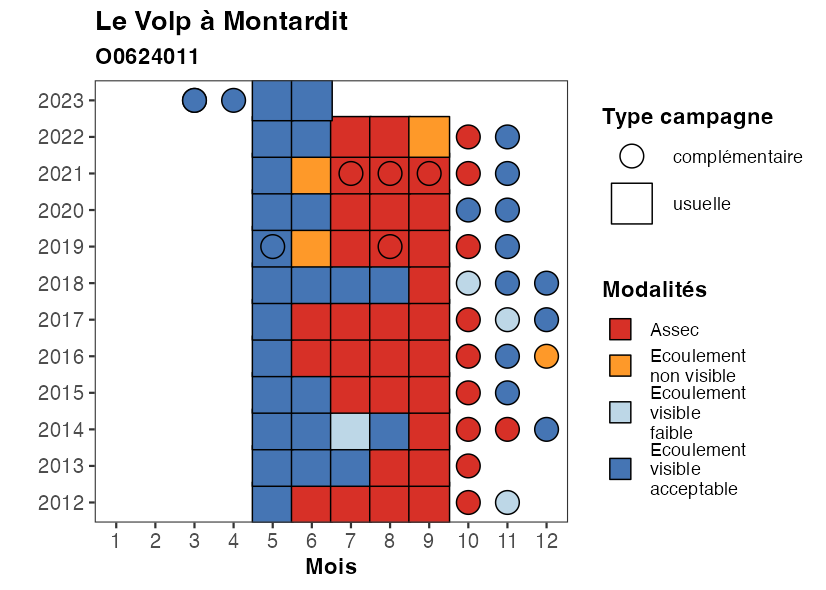 Le Volp à Montardit
O0624011
2023
2022
2021
2020
2019
2018
2017
2016
2015
2014
2013
2012
1 2 3 4 5 6 7 8 9 10 11 12
Mois
Type campagne
complémentaire
usuelle
Modalités
Assec
Ecoulement
non visible
Ecoulement
visible
faible
Ecoulement
visible
acceptable